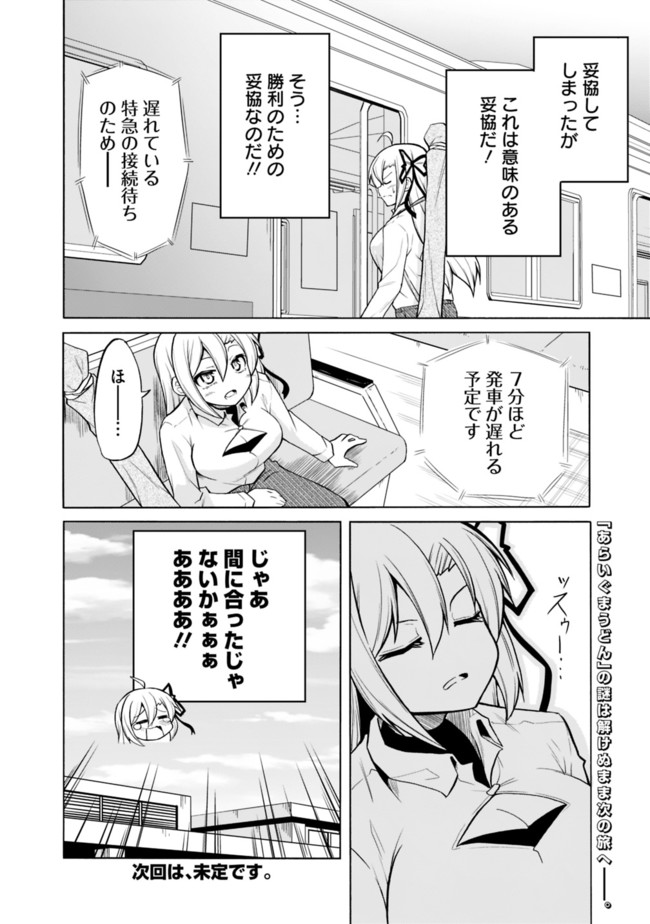 妥協して
しまったが
これは意味のある
妥協だ!
そう…
勝利のための
妥協なのだ!!
遅れている
特急の接続待ち
のため――
7分ほど
発車が遅れる
予定です
ほ――…
ッスゥー…
じゃあ
間に合ったじゃ
ないかぁぁぁ
ああああ!!
『あらいぐまうどん』の謎は解けぬまま次の旅へ――。
次回は、未定です。